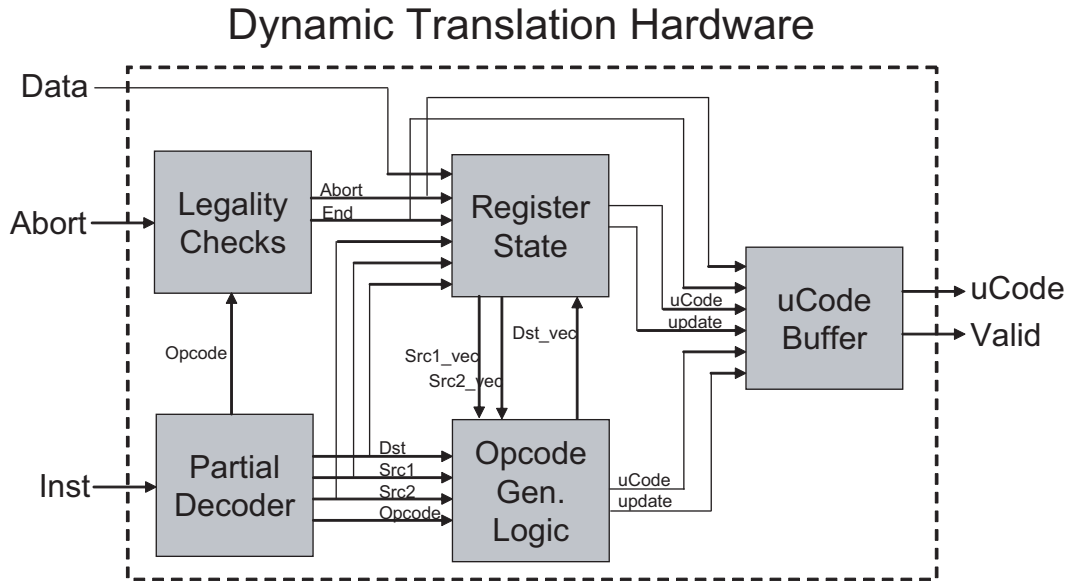 Dynamic Translation Hardware
Data
Abort
Inst
Legality
Checks
Abort
End
Register
State
Opcode
Src1_vec
Src2_vec
Dst_vec
uCode
update
uCode
Buffer
uCode
Valid
Partial
Decoder
Dst
Src1
Src2
Opcode
Opcode
Gen.
Logic
uCode
update